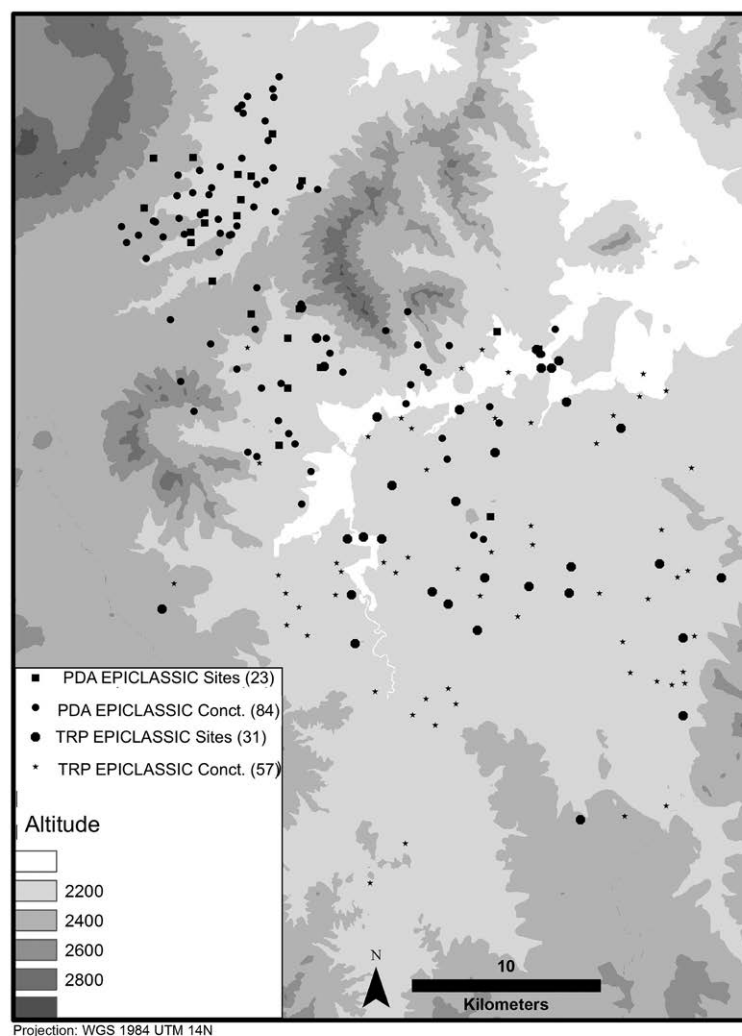 PDA EPICLASSIC Sites (23)
PDA EPICLASSIC Conct. (84)
TRP EPICLASSIC Sites (31)
TRP EPICLASSIC Conct. (57)
Altitude
2200
2400
2600
2800
N
10
Kilometers
Projection: WGS 1984 UTM 14N